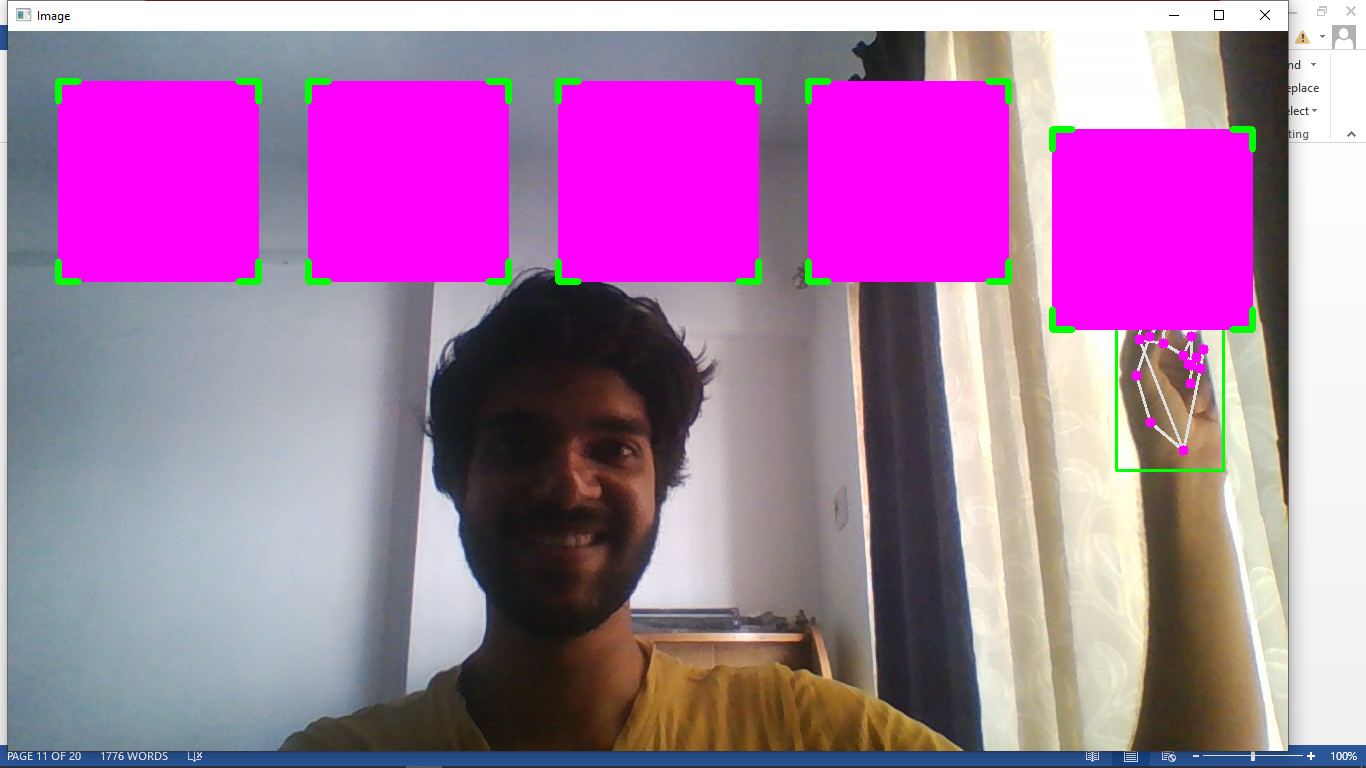 Image
nd
eplace
elect
ting
PAGE 11 OF 20 1776 WORDS 100%